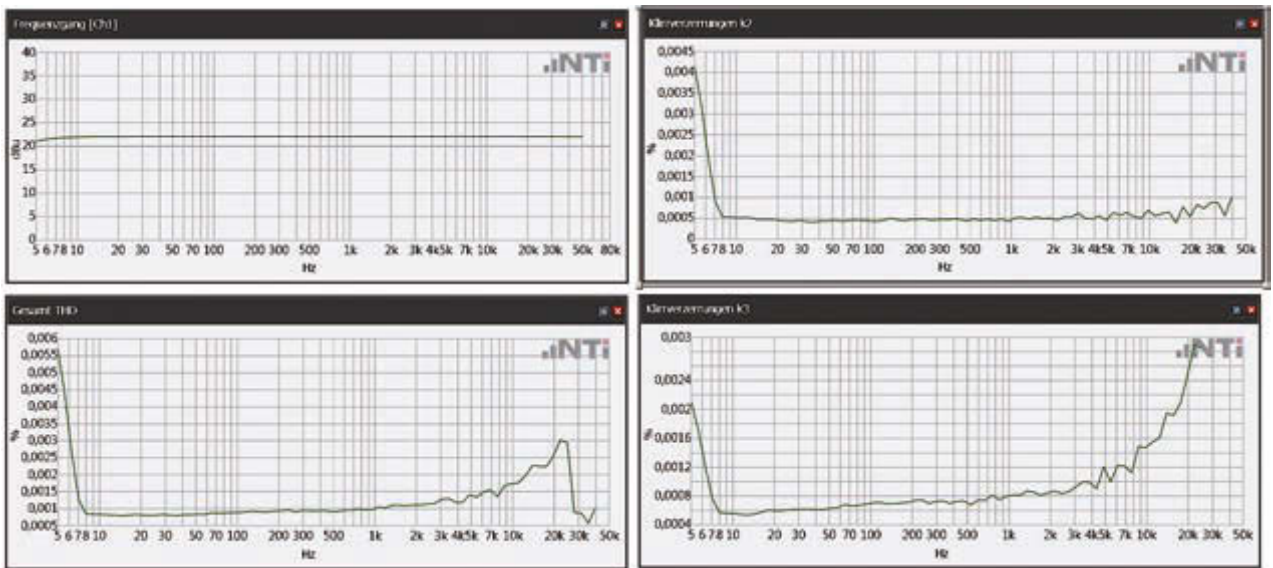 Frequenzgang [Ch1]
NTi
40
35
30
25
20
15
10
5
0
dBu
5 6 7 8 10 20 30 50 70 100 200 300 500 1k 2k 3k 4k5k 7k 10k 20k 30k 50k 80k
Hz
Klirrverzerrungen k2
NTi
0,0045
0,004
0,0035
0,003
0,0025
0,002
0,0015
0,001
0,0005
0
%
5 6 7 8 10 20 30 50 70 100 200 300 500 1k 2k 3k 4k5k 7k 10k 20k 30k 50k
Hz
Gesamt THD
NTi
0,006
0,0055
0,005
0,0045
0,004
0,0035
0,003
0,0025
0,002
0,0015
0,001
0,0005
%
5 6 7 8 10 20 30 50 70 100 200 300 500 1k 2k 3k 4k5k 7k 10k 20k 30k 50k
Hz
Klirrverzerrungen k3
NTi
0,003
0,0024
0,002
0,0016
0,0012
0,0008
0,0004
%
5 6 7 8 10 20 30 50 70 100 200 300 500 1k 2k 3k 4k5k 7k 10k 20k 30k 50k
Hz